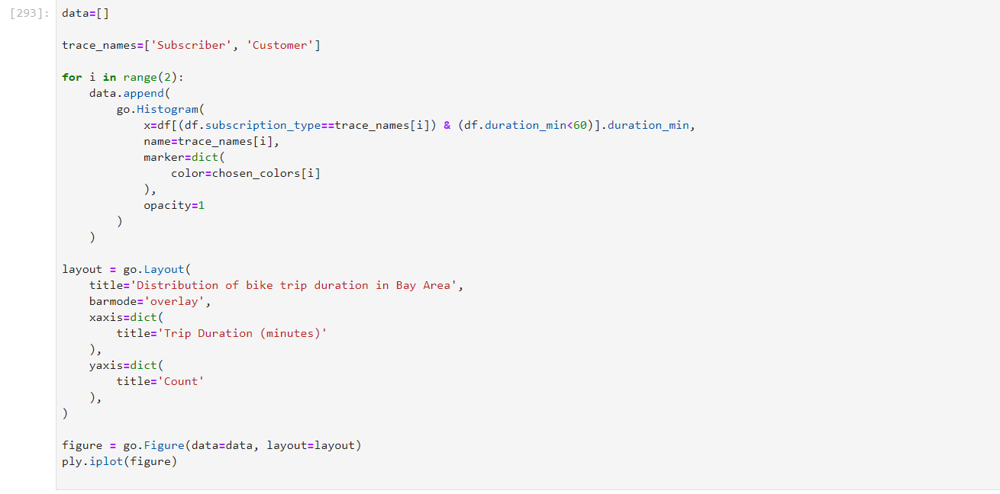 [293]: data=[]
trace_names=['Subscriber', 'Customer']
for i in range(2):
    data.append(
        go.Histogram(
            x=df[(df.subscription_type==trace_names[i]) & (df.duration_min<60)].duration_min,
            name=trace_names[i],
            marker=dict(
                color=chosen_colors[i]
            ),
            opacity=1
        )
    )
layout = go.Layout(
    title='Distribution of bike trip duration in Bay Area',
    barmode='overlay',
    xaxis=dict(
        title='Trip Duration (minutes)'
    ),
    yaxis=dict(
        title='Count'
    ),
)
figure = go.Figure(data=data, layout=layout)
ply.iplot(figure)